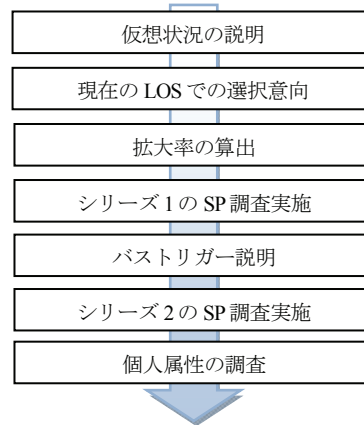 仮想状況の説明
現在の LOS での選択意向
拡大率の算出
シリーズ 1 の SP 調査実施
バストリガー説明
シリーズ 2 の SP 調査実施
個人属性の調査